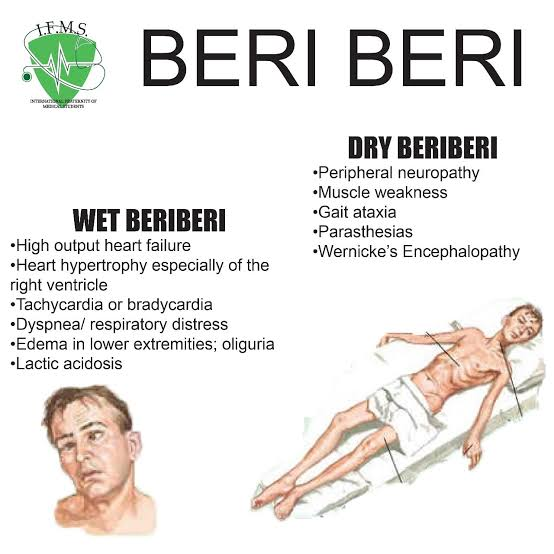 I.F.M.S.
INTERNATIONAL FRATERNITY OF
MEDICAL STUDENTS
BERI BERI
DRY BERIBERI
•Peripheral neuropathy
•Muscle weakness
•Gait ataxia
•Parasthesias
•Wernicke's Encephalopathy
WET BERIBERI
•High output heart failure
•Heart hypertrophy especially of the
right ventricle
•Tachycardia or bradycardia
•Dyspnea/ respiratory distress
•Edema in lower extremities; oliguria
•Lactic acidosis